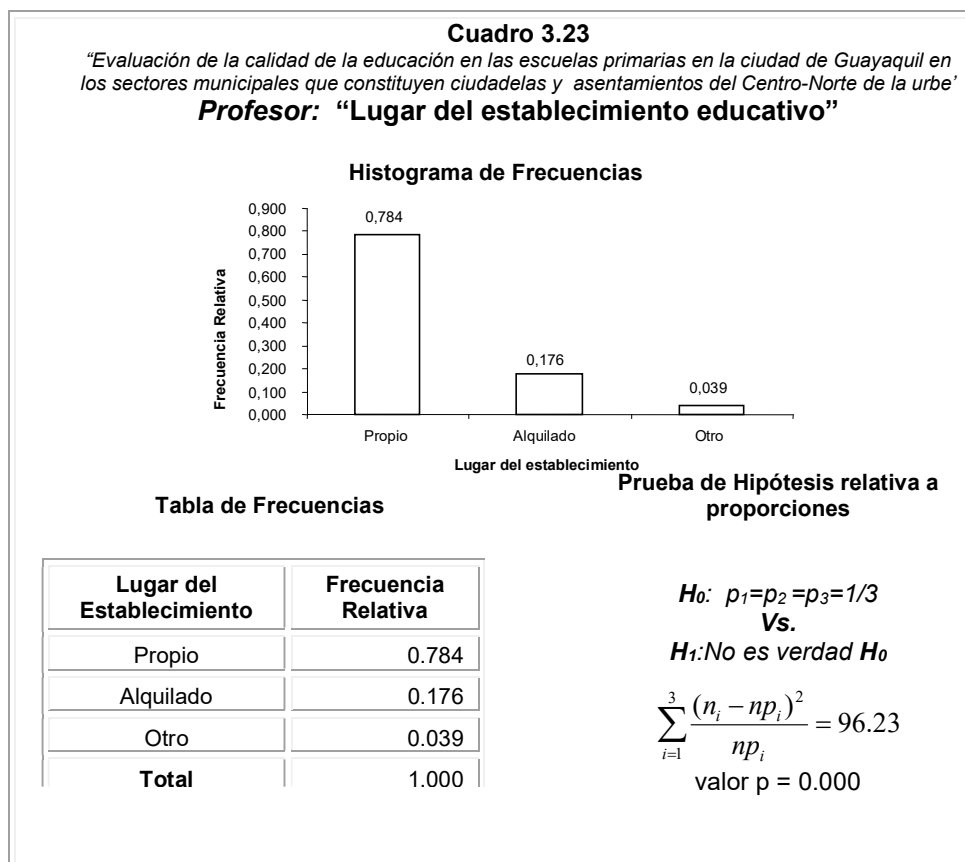 Cuadro 3.23
“Evaluación de la calidad de la educación en las escuelas primarias en la ciudad de Guayaquil en
los sectores municipales que constituyen ciudadelas y asentamientos del Centro-Norte de la urbe’
Profesor: “Lugar del establecimiento educativo”
Histograma de Frecuencias
Frecuencia Relativa
0,900
0,800
0,700
0,600
0,500
0,400
0,300
0,200
0,100
0,000
0,784
0,176
0,039
Propio Alquilado Otro
Lugar del establecimiento
Tabla de Frecuencias
Lugar del Establecimiento Frecuencia Relativa
Propio 0.784
Alquilado 0.176
Otro 0.039
Total 1.000
Prueba de Hipótesis relativa a
proporciones
H₀: p₁=p₂ =p₃=1/3
Vs.
H₁:No es verdad H₀
∑_{i=1}^{3} (n_i − np_i)² / np_i = 96.23
valor p = 0.000